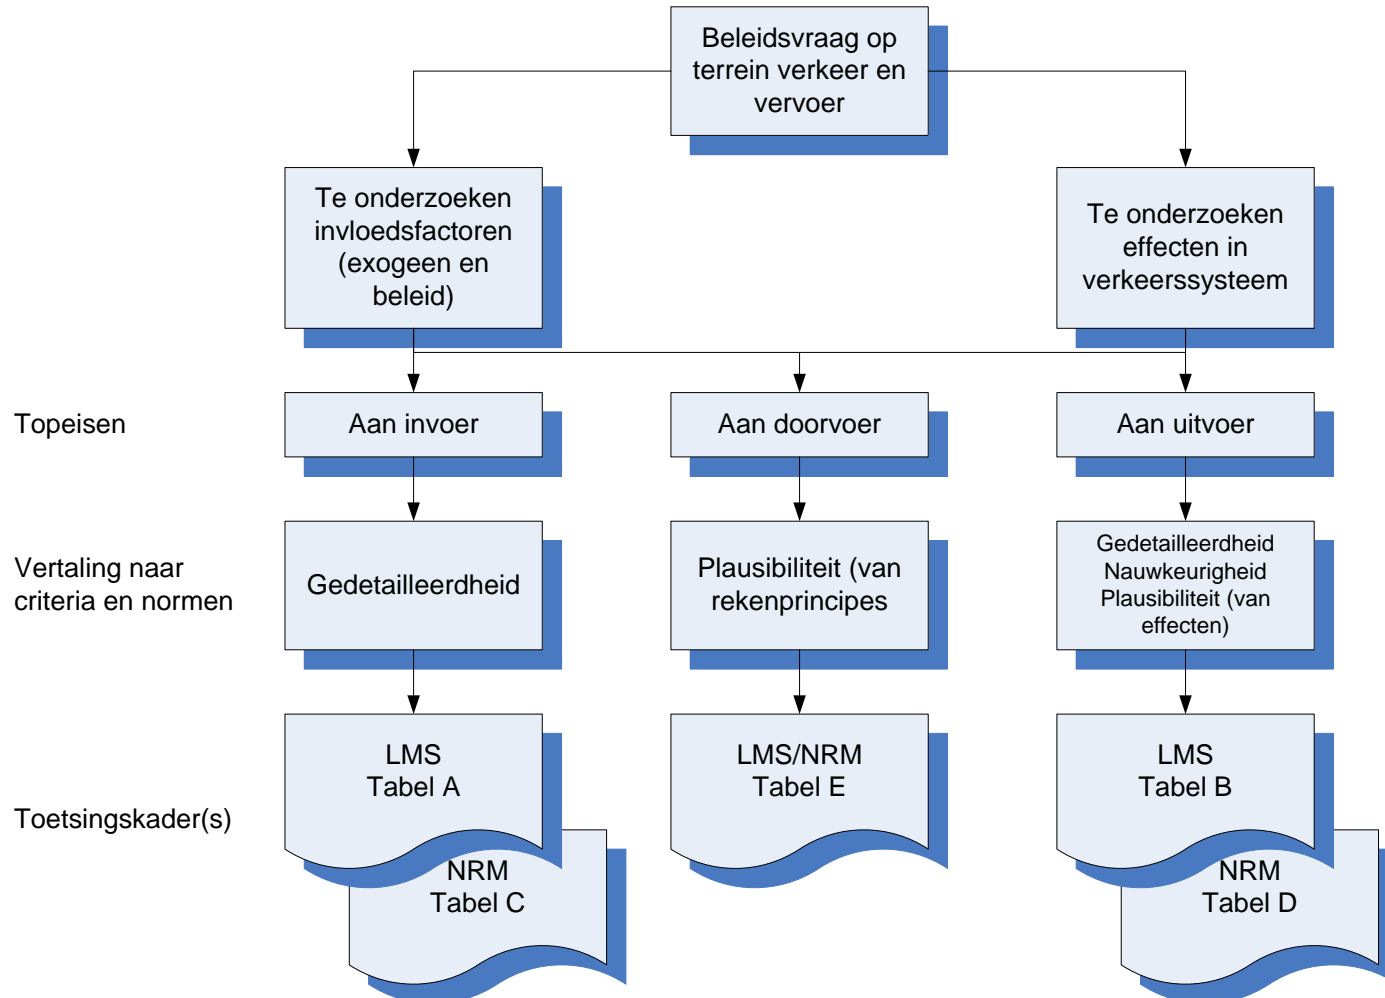 Beleidsvraag op
terrein verkeer en
vervoer
Te onderzoeken
invloedsfactoren
(exogeen en
beleid)
Te onderzoeken
effecten in
verkeerssysteem
Topeisen
Aan invoer
Aan doorvoer
Aan uitvoer
Vertaling naar
criteria en normen
Gedetailleerdheid
Plausibiliteit (van
rekenprincipes
Gedetailleerdheid
Nauwkeurigheid
Plausibiliteit (van
effecten)
Toetsingskader(s)
LMS
Tabel A
NRM
Tabel C
LMS/NRM
Tabel E
LMS
Tabel B
NRM
Tabel D